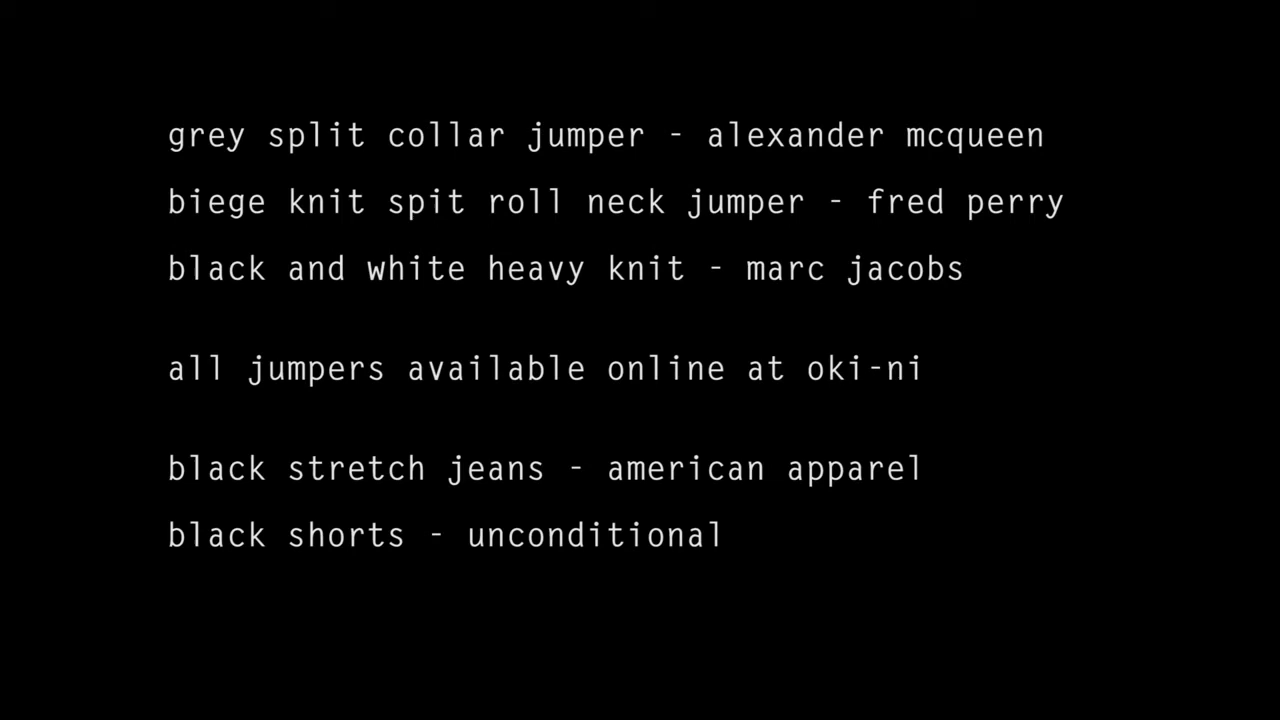 grey split collar jumper - alexander mcqueen
biege knit spit roll neck jumper - fred perry
black and white heavy knit - marc jacobs
all jumpers available online at oki-ni
black stretch jeans - american apparel
black shorts - unconditional